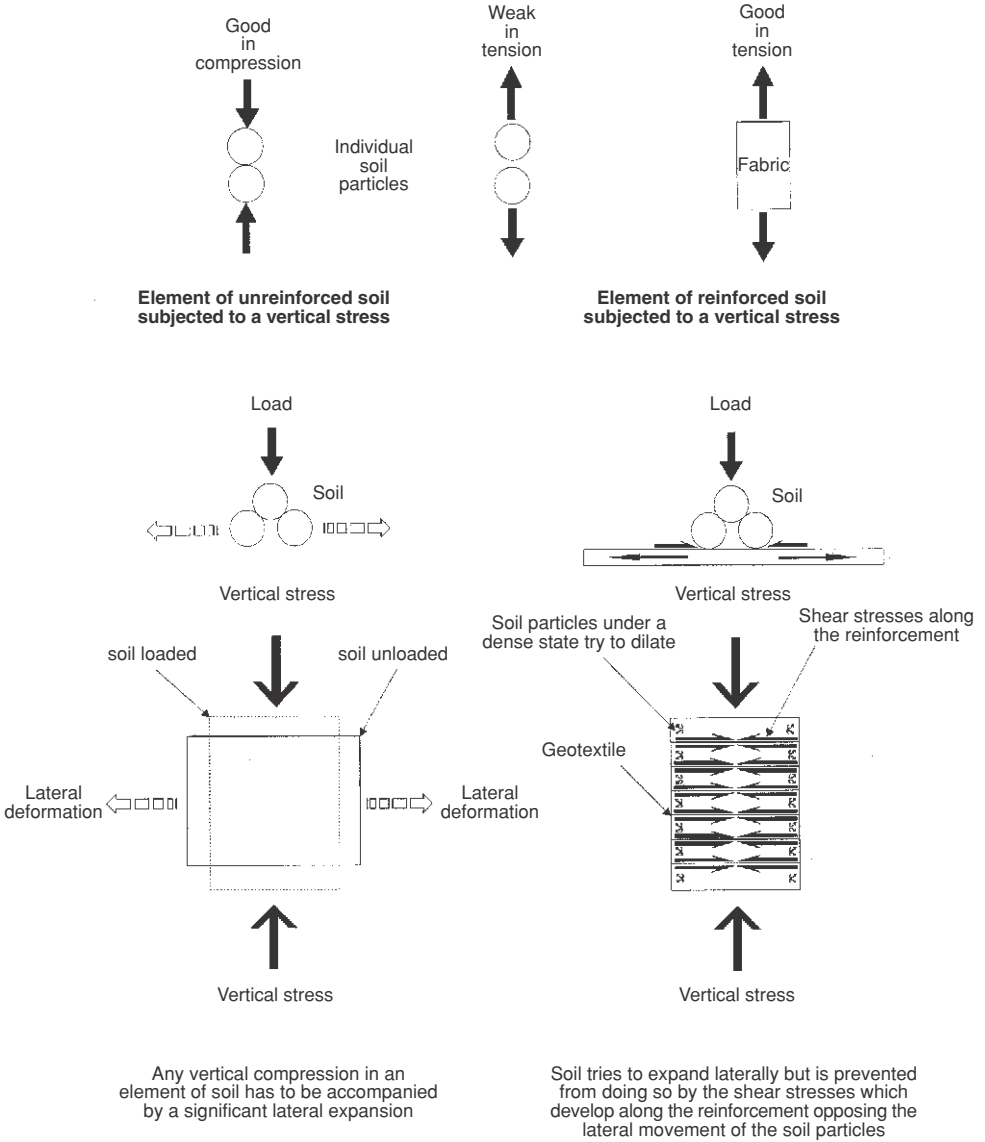 Good
in
compression
Weak
in
tension
Good
in
tension
Individual
soil
particles
Fabric
Element of unreinforced soil
subjected to a vertical stress
Element of reinforced soil
subjected to a vertical stress
Load
Soil
Load
Soil
Vertical stress
soil loaded
soil unloaded
Lateral
deformation
Lateral
deformation
Vertical stress
Vertical stress
Soil particles under a
dense state try to dilate
Shear stresses along
the reinforcement
Geotextile
Vertical stress
Any vertical compression in an
element of soil has to be accompanied
by a significant lateral expansion
Soil tries to expand laterally but is prevented
from doing so by the shear stresses which
develop along the reinforcement opposing the
lateral movement of the soil particles